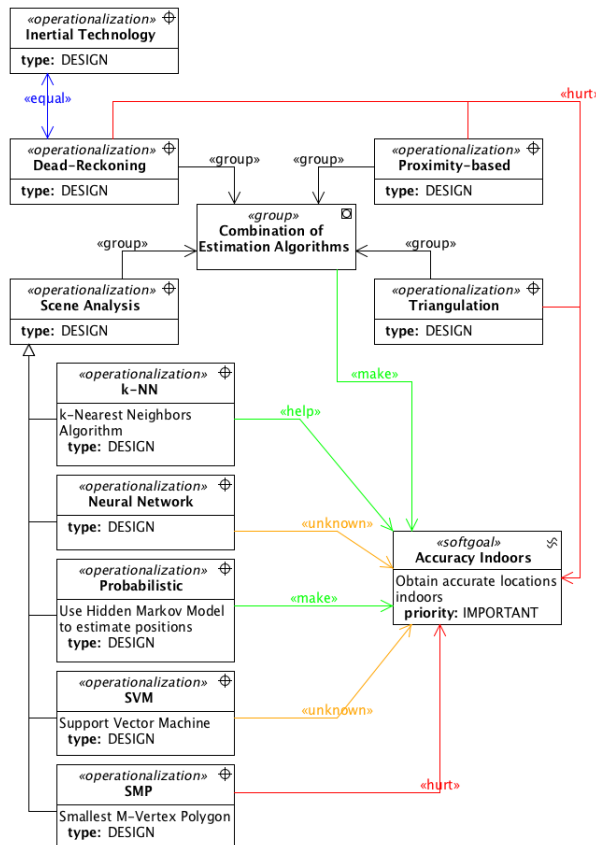 «operationalization»
Inertial Technology
type: DESIGN
«equal»
«hurt»
«operationalization»
Dead-Reckoning
type: DESIGN
«group»
«group»
«operationalization»
Proximity-based
type: DESIGN
«group»
Combination of
Estimation Algorithms
«group»
«group»
«operationalization»
Scene Analysis
type: DESIGN
«operationalization»
Triangulation
type: DESIGN
«make»
«operationalization»
k-NN
k-Nearest Neighbors
Algorithm
type: DESIGN
«help»
«operationalization»
Neural Network
type: DESIGN
«unknown»
«softgoal»
Accuracy Indoors
Obtain accurate locations
indoors
priority: IMPORTANT
«operationalization»
Probabilistic
Use Hidden Markov Model
to estimate positions
type: DESIGN
«make»
«operationalization»
SVM
Support Vector Machine
type: DESIGN
«unknown»
«operationalization»
SMP
Smallest M-Vertex Polygon
type: DESIGN
«hurt»